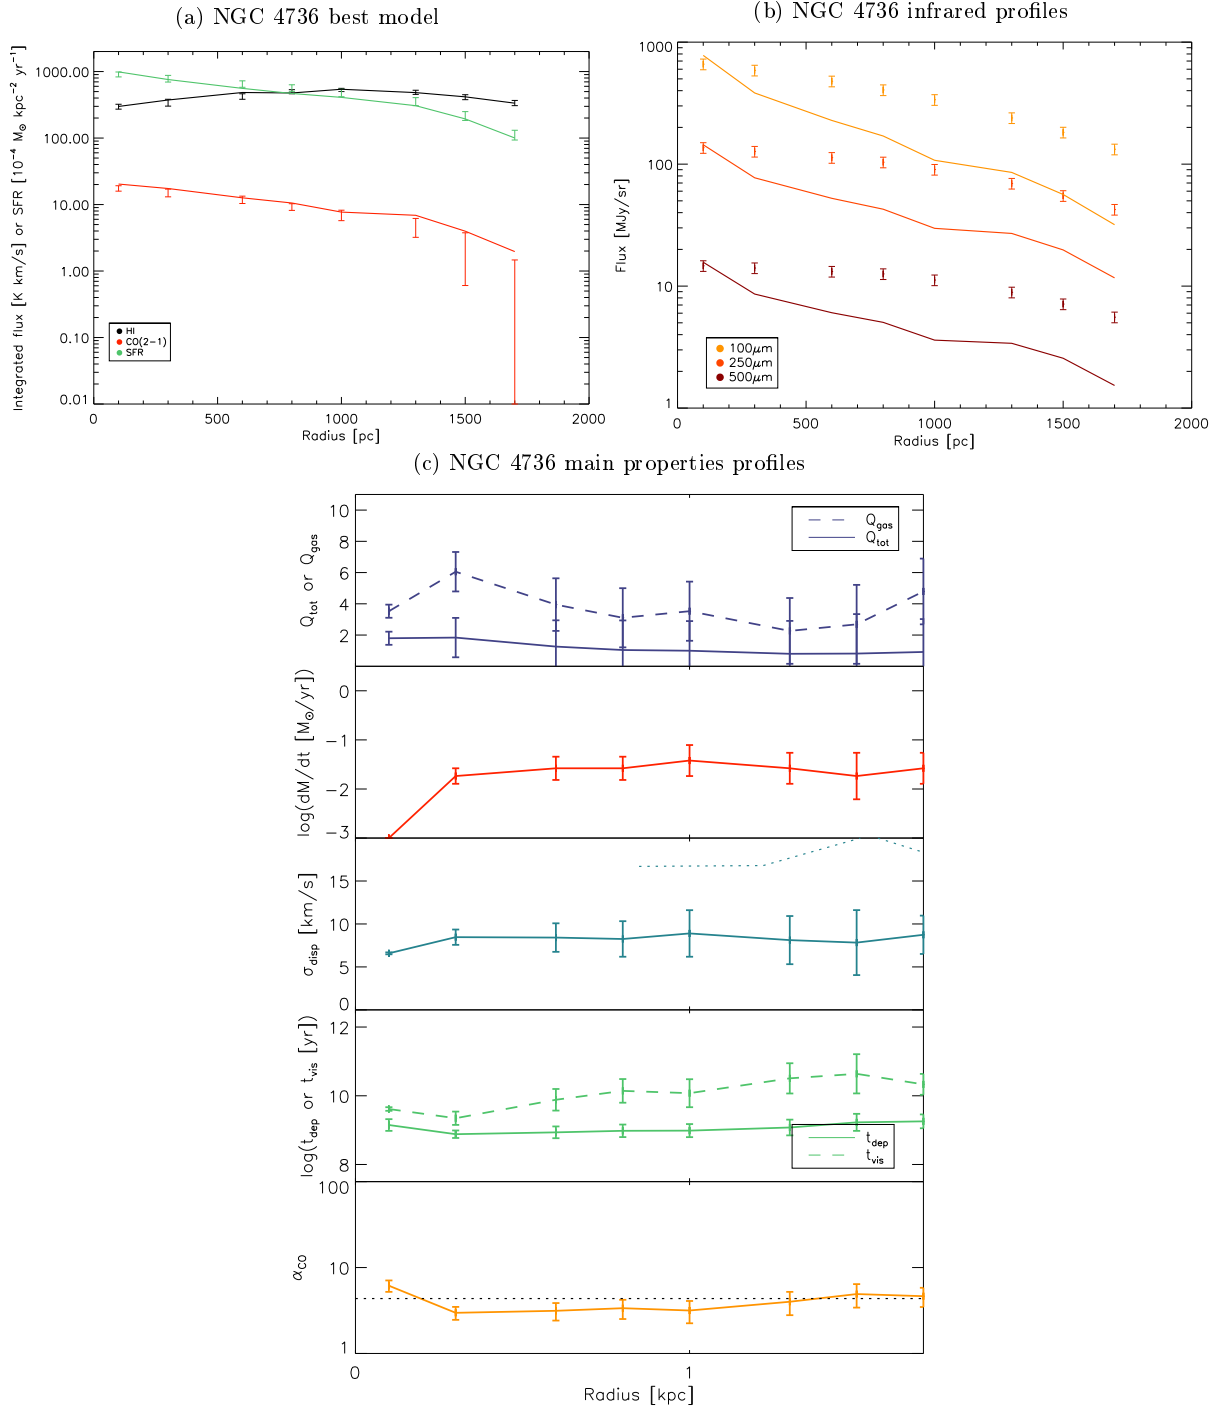 (a) NGC 4736 best model
Integrated flux [K km/s] or SFR [10⁻⁴ M⊙ kpc⁻² yr⁻¹]
1000.00
100.00
10.00
1.00
0.10
0.01
HI
CO(2−1)
SFR
0 500 1000 1500 2000
Radius [pc]
(b) NGC 4736 infrared profiles
Flux [MJy/sr]
1000
100
10
1
100μm
250μm
500μm
0 500 1000 1500 2000
Radius [pc]
(c) NGC 4736 main properties profiles
Q_tot or Q_gas
10
8
6
4
2
Q_gas
Q_tot
log(dM/dt [M⊙/yr])
0
−1
−2
−3
σ_disp [km/s]
15
10
5
0
log(t_dep or t_vis [yr])
12
10
8
t_dep
t_vis
α_CO
100
10
1
0 1
Radius [kpc]